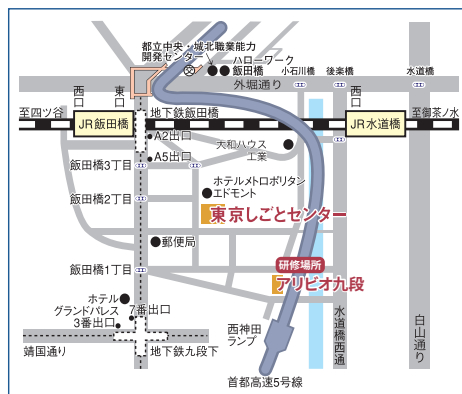 都立中央・城北職業能力
開発センター
ハローワーク
飯田橋
小石川橋
後楽橋
水道橋
外堀通り
西口
東口
西口
至四ツ谷
JR飯田橋
地下鉄飯田橋
JR水道橋
至御茶ノ水
A2出口
大和ハウス
工業
A5出口
飯田橋3丁目
ホテルメトロポリタン
エドモント
飯田橋2丁目
東京しごとセンター
郵便局
飯田橋1丁目
研修場所
アリビオ九段
ホテル
グランドパレス
7番出口
3番出口
西神田
ランプ
水道橋西通り
白山通り
靖国通り
地下鉄九段下
首都高速5号線